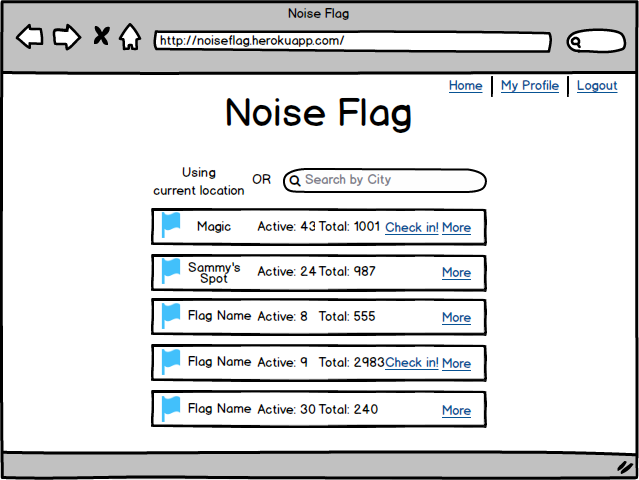 Noise Flag
http://noiseflag.herokuapp.com/
Home My Profile Logout
Noise Flag
Using
current location OR Search by City
Magic Active: 43 Total: 1001 Check in! More
Sammy's
Spot Active: 24 Total: 987 More
Flag Name Active: 8 Total: 555 More
Flag Name Active: 9 Total: 2983 Check in! More
Flag Name Active: 30 Total: 240 More